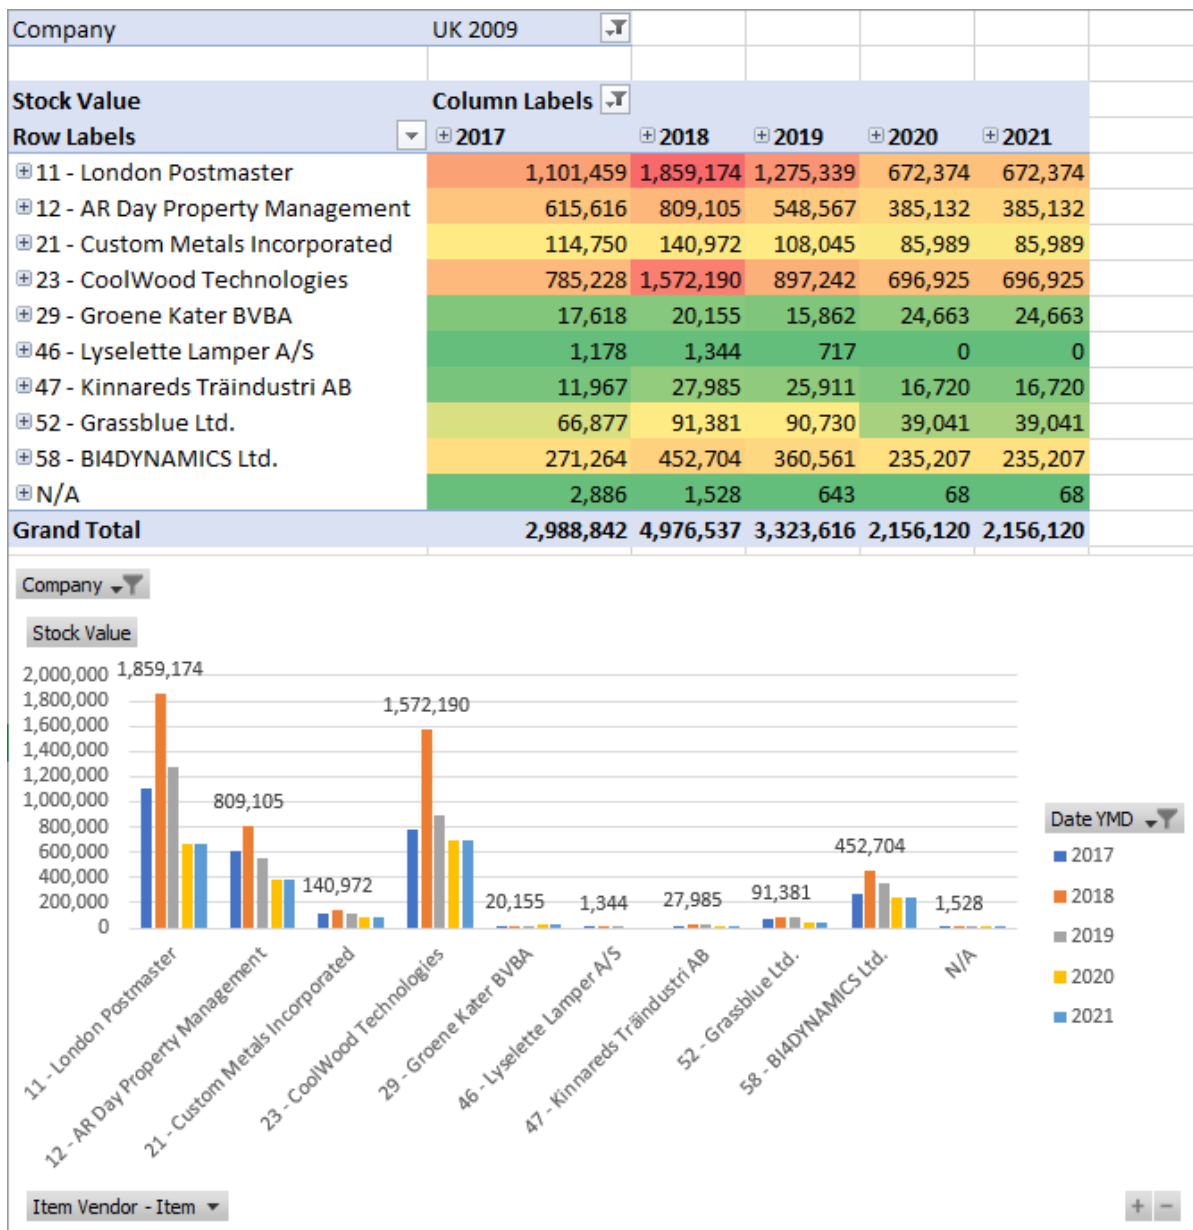 Company UK 2009
Stock Value Column Labels
Row Labels 2017 2018 2019 2020 2021
11 - London Postmaster 1,101,459 1,859,174 1,275,339 672,374 672,374
12 - AR Day Property Management 615,616 809,105 548,567 385,132 385,132
21 - Custom Metals Incorporated 114,750 140,972 108,045 85,989 85,989
23 - CoolWood Technologies 785,228 1,572,190 897,242 696,925 696,925
29 - Groene Kater BVBA 17,618 20,155 15,862 24,663 24,663
46 - Lyselette Lamper A/S 1,178 1,344 717 0 0
47 - Kinnareds Träindustri AB 11,967 27,985 25,911 16,720 16,720
52 - Grassblue Ltd. 66,877 91,381 90,730 39,041 39,041
58 - BI4DYNAMICS Ltd. 271,264 452,704 360,561 235,207 235,207
N/A 2,886 1,528 643 68 68
Grand Total 2,988,842 4,976,537 3,323,616 2,156,120 2,156,120
Company
Stock Value
2,000,000
1,800,000
1,600,000
1,400,000
1,200,000
1,000,000
800,000
600,000
400,000
200,000
0
1,859,174
809,105
140,972
1,572,190
20,155
1,344
27,985
91,381
452,704
1,528
11 - London Postmaster
12 - AR Day Property Management
21 - Custom Metals Incorporated
23 - CoolWood Technologies
29 - Groene Kater BVBA
46 - Lyselette Lamper A/S
47 - Kinnareds Träindustri AB
52 - Grassblue Ltd.
58 - BI4DYNAMICS Ltd.
N/A
Date YMD
2017
2018
2019
2020
2021
Item Vendor - Item